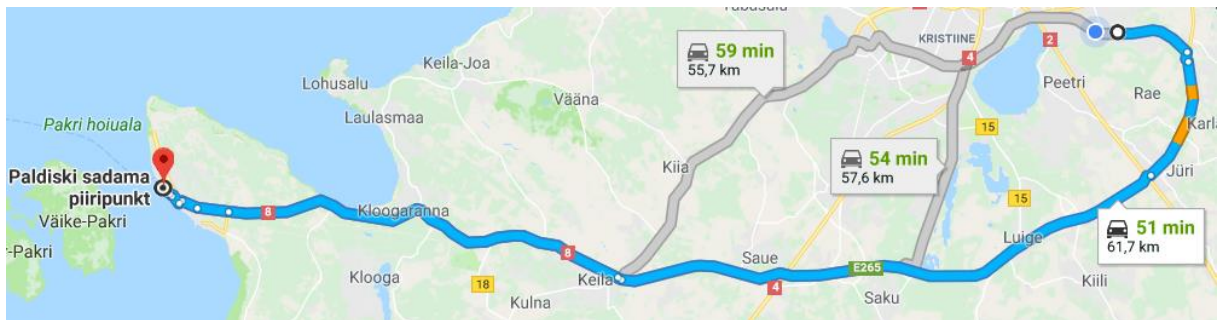 Tabasalu
KRISTIINE
2
59 min
55,7 km
4
Keila-Joa
Lohusalu
Peetri
Vääna
Rae
Laulasmaa
Pakri hoiuala
15
Karla
54 min
57,6 km
Kiia
Jüri
Paldiski sadama
piiripunkt
15
8
Kloogaranna
Väike-Pakri
51 min
61,7 km
Luige
r-Pakri
8
Saue
E265
Klooga
Keila
Kiili
18
4
Saku
Kulna